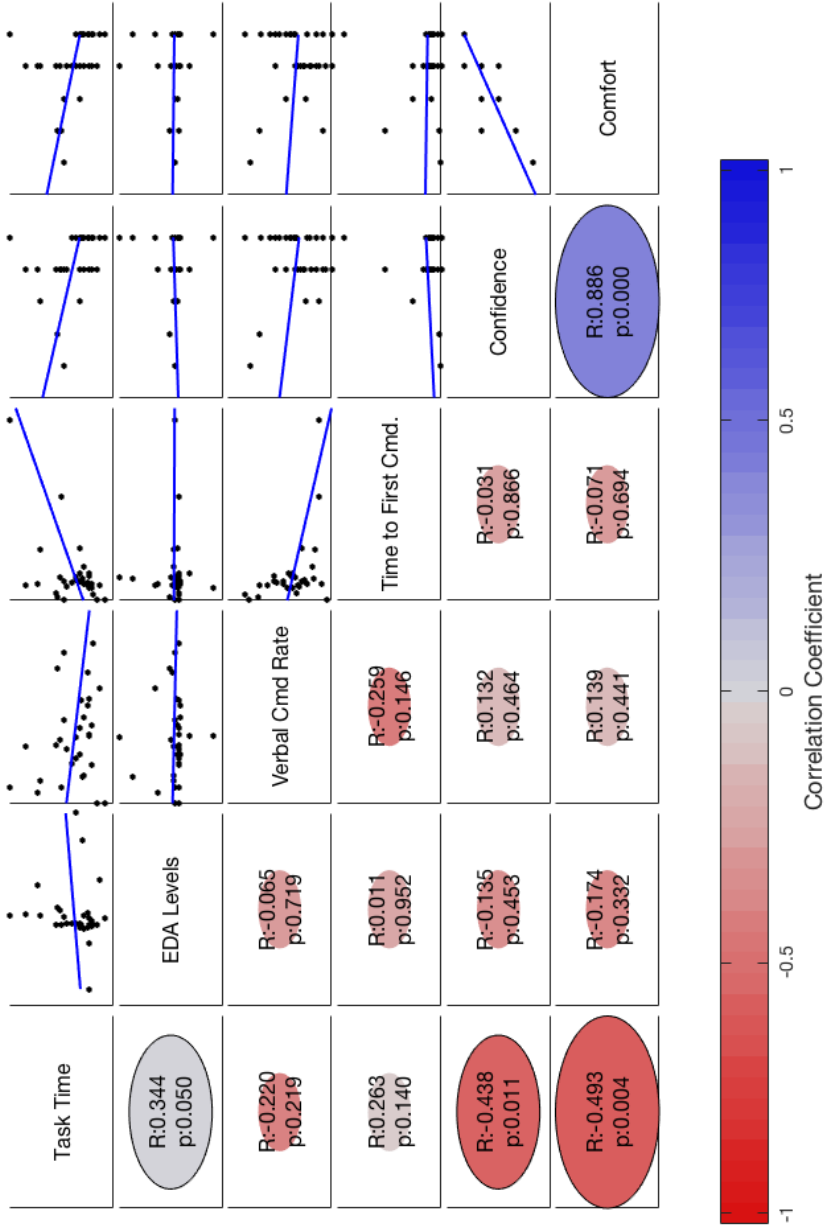 Task Time
R:0.344
p:0.050
EDA Levels
R:-0.220
p:0.219
R:-0.065
p:0.719
Verbal Cmd Rate
R:0.263
p:0.140
R:0.011
p:0.952
R:-0.259
p:0.146
Time to First Cmd.
R:-0.438
p:0.011
R:-0.135
p:0.453
R:0.132
p:0.464
R:-0.031
p:0.866
Confidence
R:-0.493
p:0.004
R:-0.174
p:0.332
R:0.139
p:0.441
R:-0.071
p:0.694
R:0.886
p:0.000
Comfort
-1
-0.5
0
0.5
1
Correlation Coefficient